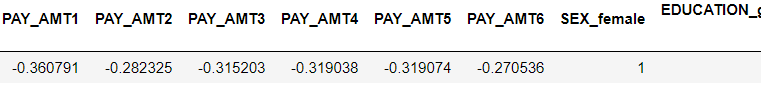 PAY_AMT1 PAY_AMT2 PAY_AMT3 PAY_AMT4 PAY_AMT5 PAY_AMT6 SEX_female EDUCATION_g
-0.360791 -0.282325 -0.315203 -0.319038 -0.319074 -0.270536 1